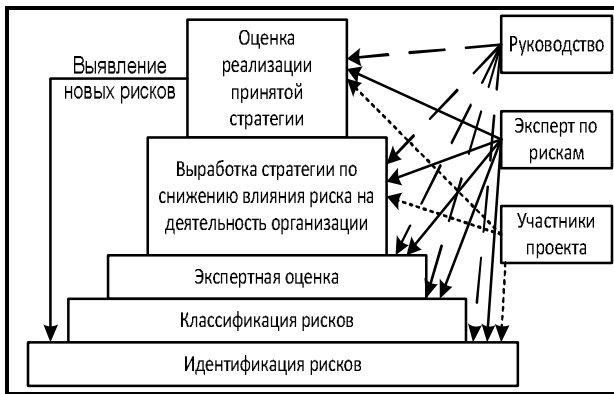 Выявление
новых рисков
Оценка
реализации
принятой
стратегии
Руководство
Эксперт по
рискам
Выработка стратегии по
снижению влияния риска на
деятельность организации
Участники
проекта
Экспертная оценка
Классификация рисков
Идентификация рисков